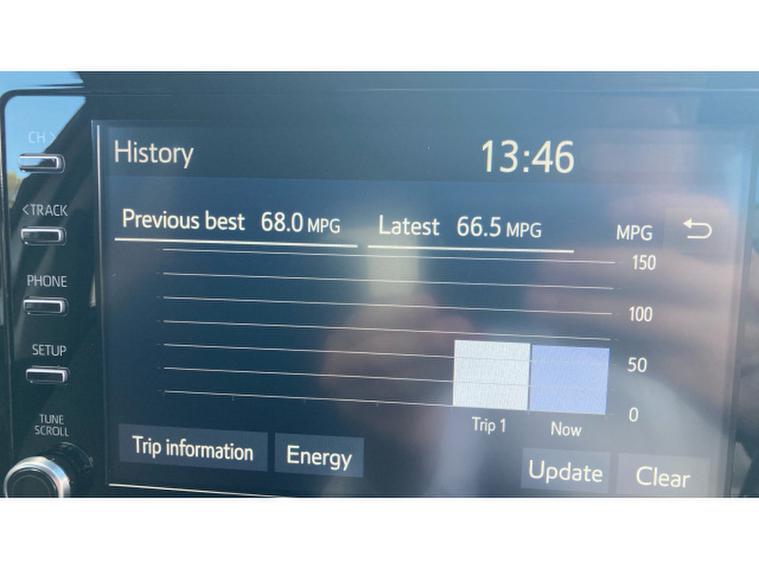 CH >
History
13:46
<TRACK
Previous best 68.0 MPG
Latest 66.5 MPG
MPG
150
PHONE
100
SETUP
50
0
Trip 1
Now
TUNE
SCROLL
Trip information
Energy
Update
Clear